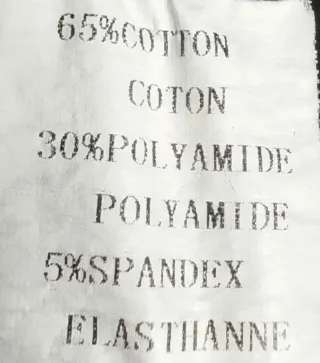 65%COTTON
COTON
30%POLYAMIDE
POLYAMIDE
5%SPANDEX
ELASTHANNE